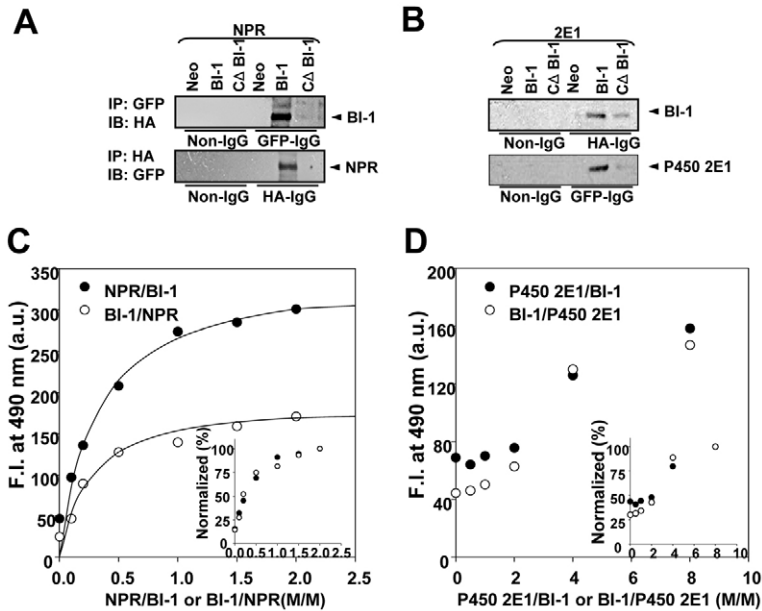 A
NPR
Neo
BI-1
CΔ BI-1
Neo
BI-1
CΔ BI-1
IP: GFP
IB: HA
BI-1
Non-IgG
GFP-IgG
IP: HA
IB: GFP
NPR
Non-IgG
HA-IgG
B
2E1
Neo
BI-1
CΔ BI-1
Neo
BI-1
CΔ BI-1
BI-1
Non-IgG
HA-IgG
P450 2E1
Non-IgG
GFP-IgG
C
350
300
250
200
150
100
50
0
F.I. at 490 nm (a.u.)
NPR/BI-1
BI-1/NPR
Normalized (%)
100
75
50
25
0
0.0 0.5 1.0 1.5 2.0 2.5
0.0 0.5 1.0 1.5 2.0 2.5
NPR/BI-1 or BI-1/NPR(M/M)
D
200
160
120
80
40
0
F.I. at 490 nm (a.u.)
P450 2E1/BI-1
BI-1/P450 2E1
Normalized (%)
100
75
50
25
0
0 2 4 6 8 10
0 2 4 6 8 10
P450 2E1/BI-1 or BI-1/P450 2E1 (M/M)